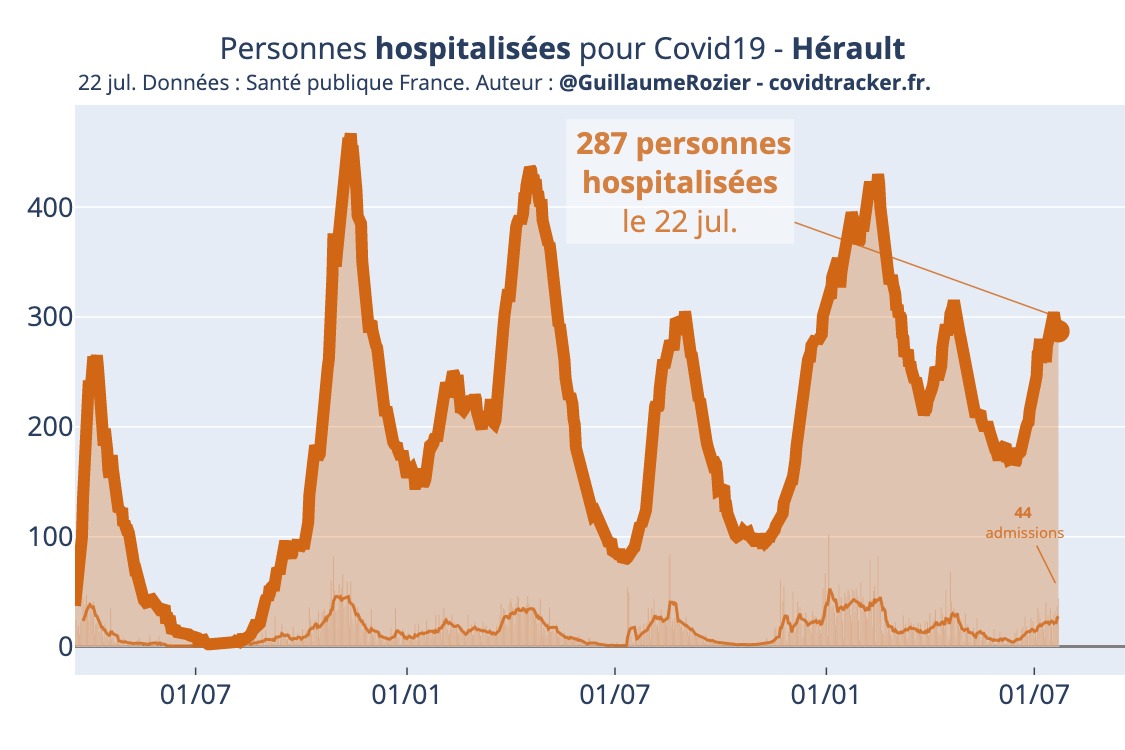 Personnes hospitalisées pour Covid19 - Hérault
22 jul. Données : Santé publique France. Auteur : @GuillaumeRozier - covidtracker.fr.
287 personnes
hospitalisées
le 22 jul.
400
300
200
100
0
44
admissions
01/07
01/01
01/07
01/01
01/07